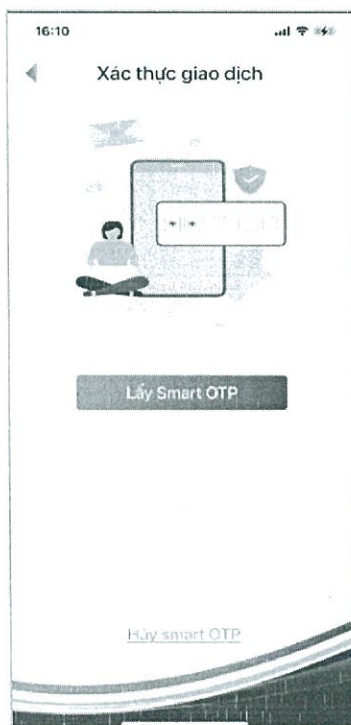 16:10
Xác thực giao dịch
* *
Lấy Smart OTP
Hủy smart OTP